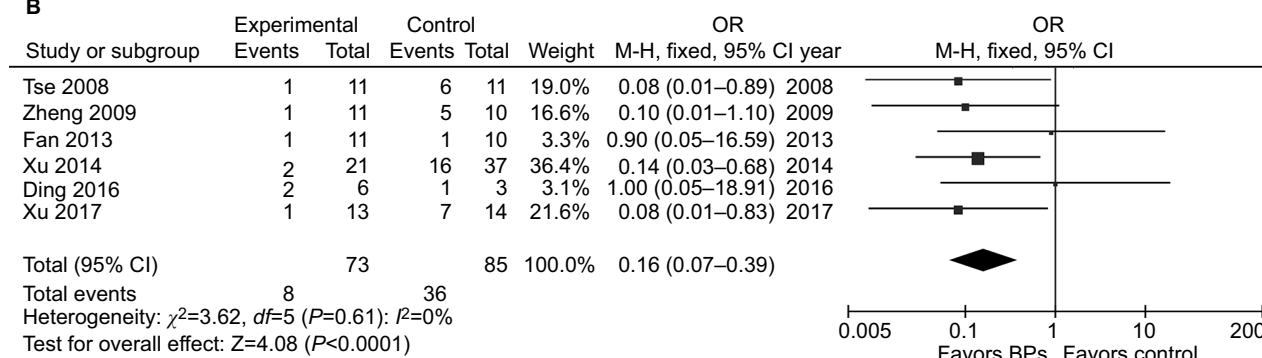 B
Experimental Control OR OR
Study or subgroup Events Total Events Total Weight M-H, fixed, 95% CI year M-H, fixed, 95% CI
Tse 2008 1 11 6 11 19.0% 0.08 (0.01–0.89) 2008
Zheng 2009 1 11 5 10 16.6% 0.10 (0.01–1.10) 2009
Fan 2013 1 11 1 10 3.3% 0.90 (0.05–16.59) 2013
Xu 2014 2 21 16 37 36.4% 0.14 (0.03–0.68) 2014
Ding 2016 2 6 1 3 3.1% 1.00 (0.05–18.91) 2016
Xu 2017 1 13 7 14 21.6% 0.08 (0.01–0.83) 2017
Total (95% CI) 73 85 100.0% 0.16 (0.07–0.39)
Total events 8 36
Heterogeneity: χ²=3.62, df=5 (P=0.61): I²=0%
Test for overall effect: Z=4.08 (P<0.0001)
0.005 0.1 1 10 200
Favors BPs Favors control